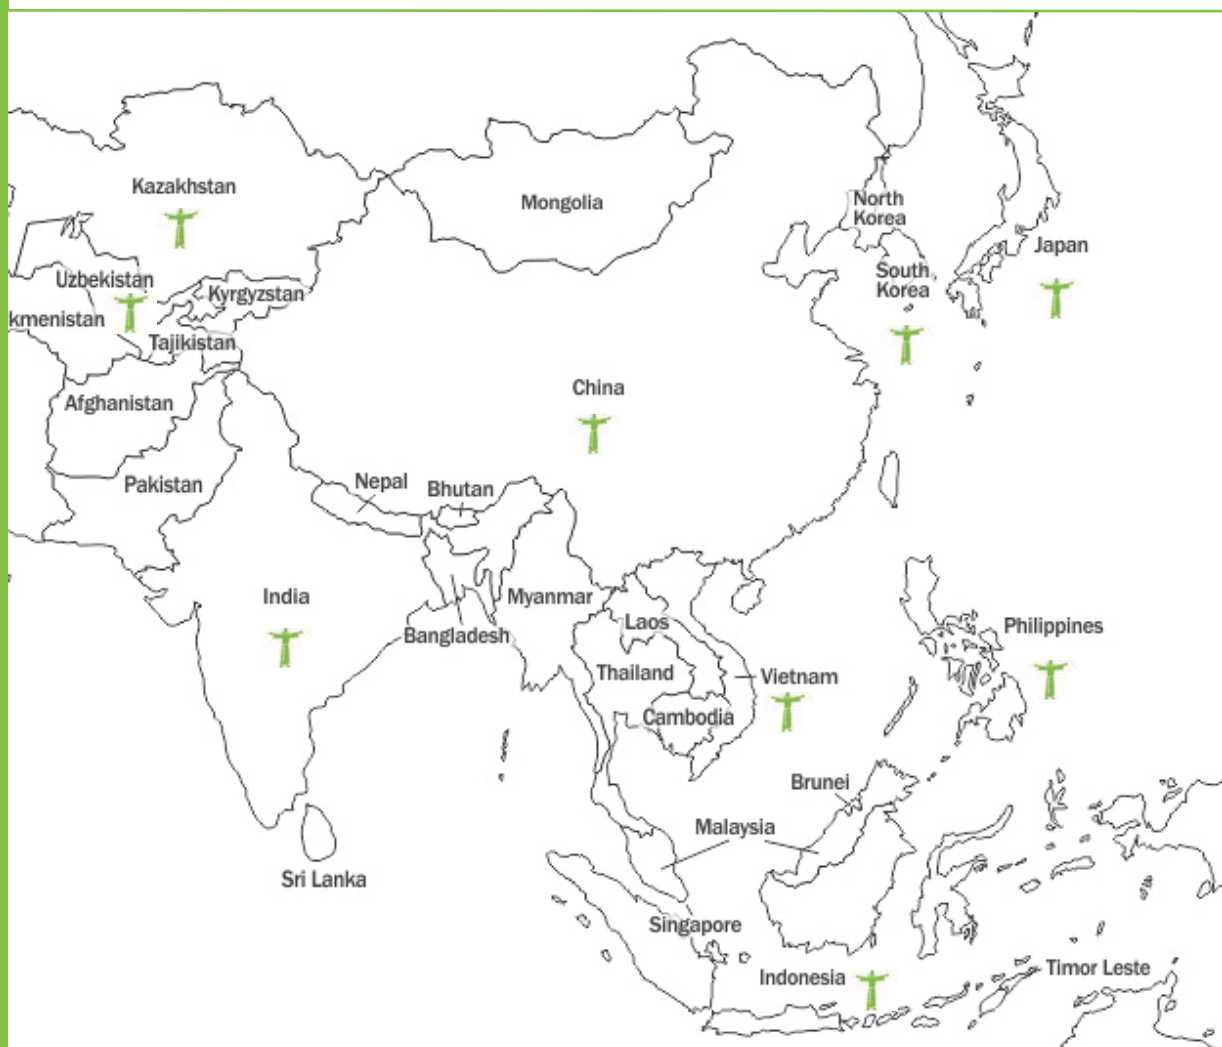 Kazakhstan
Mongolia
North
Korea
Japan
Uzbekistan
South
Korea
Kyrgyzstan
kmenistan
Tajikistan
China
Afghanistan
Pakistan
Nepal
Bhutan
India
Myanmar
Laos
Bangladesh
Philippines
Thailand
Vietnam
Cambodia
Brunei
Malaysia
Sri Lanka
Singapore
Indonesia
Timor Leste